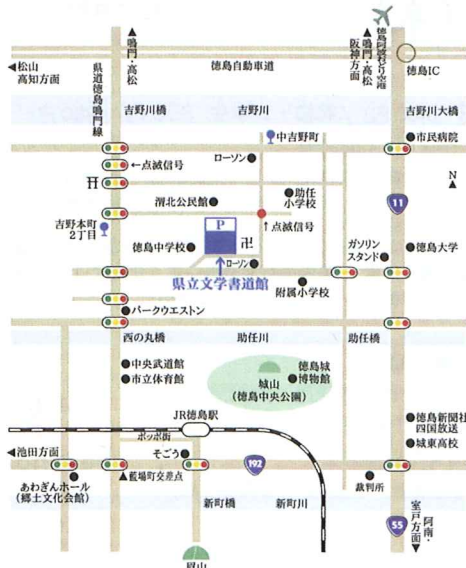 ▲鳴門・高松
県道徳島鳴門線
徳島阿波おどり空港
▲鳴門・高松
阪神方面
◀松山
高知方面
徳島自動車道
徳島IC
吉野川橋
吉野川
吉野川大橋
中吉野町
市民病院
ローソン
←点滅信号
N
▲
渭北公民館
助任
小学校
11
↑点滅信号
吉野本町
2丁目
P
卍
徳島中学校
ローソン
ガソリン
スタンド
徳島大学
県立文学書道館
附属小学校
パークウエストン
西の丸橋
助任川
助任橋
中央武道館
市立体育館
徳島城
博物館
城山
(徳島中央公園)
徳島新聞社
四国放送
城東高校
JR徳島駅
ポッポ街
そごう
◀池田方面
192
あわぎんホール
(郷土文化会館)
▲藍場町交差点
裁判所
新町橋
新町川
55
阿南・
室戸方面▼
眉山